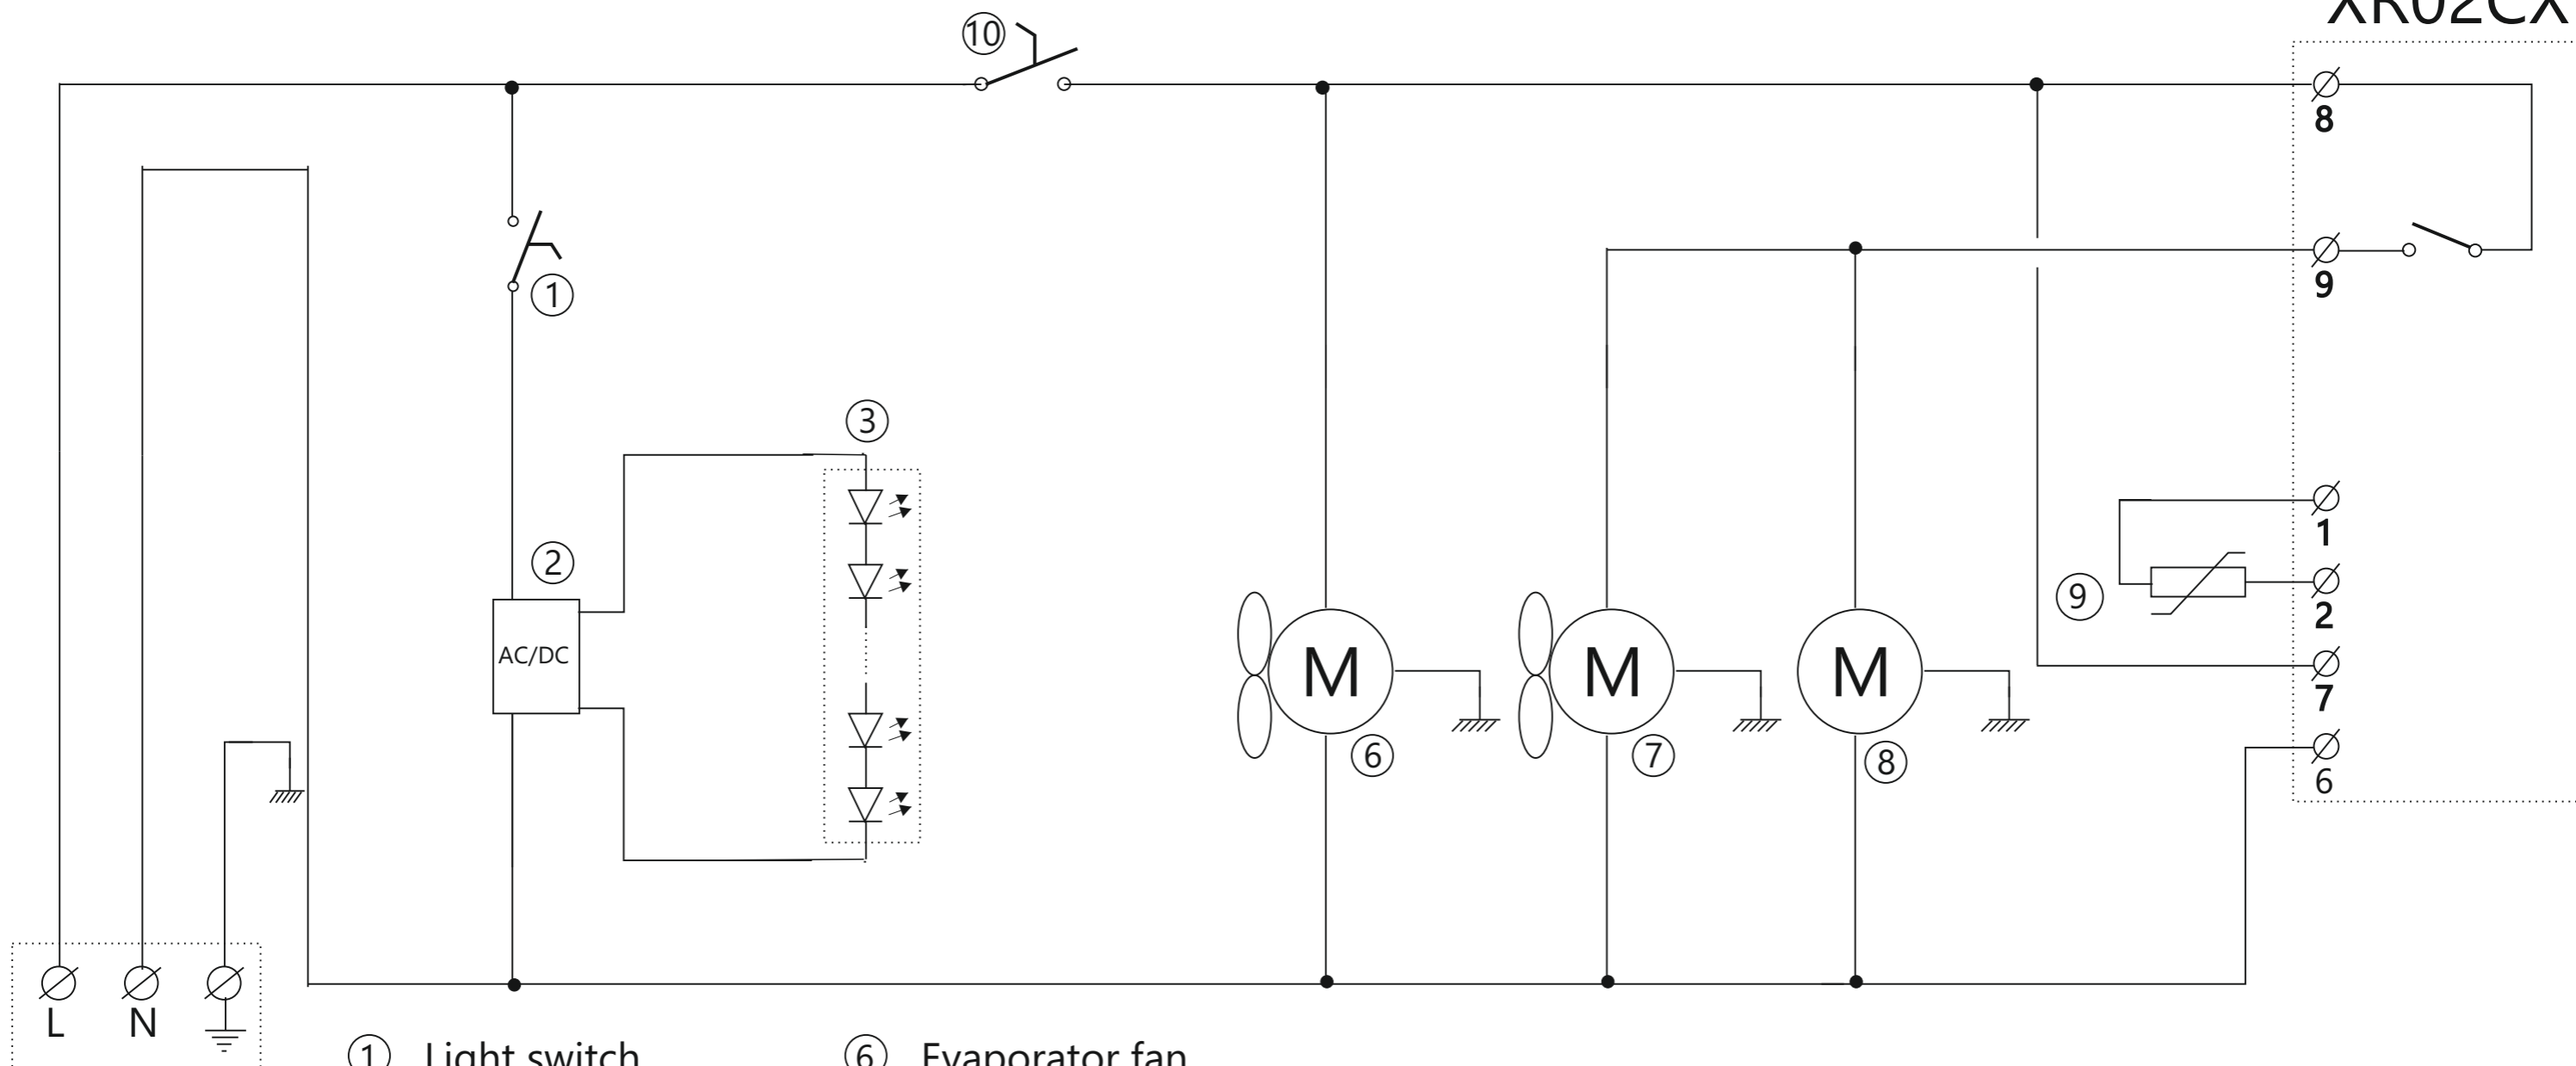 XR02CX
⑩
8
①
9
③
1
②
AC/DC
⑨
2
M
M
M
7
⑥
⑦
⑧
6
L
N
① Light switch
⑥ Evaporator fan